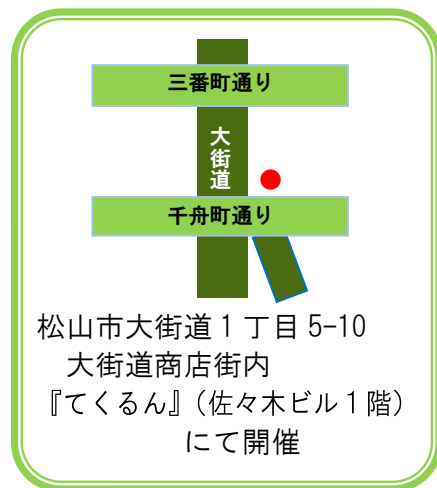 三番町通り
大街道
千舟町通り
松山市大街道1丁目5-10
大街道商店街内
『てくるん』(佐々木ビル1階)
にて開催